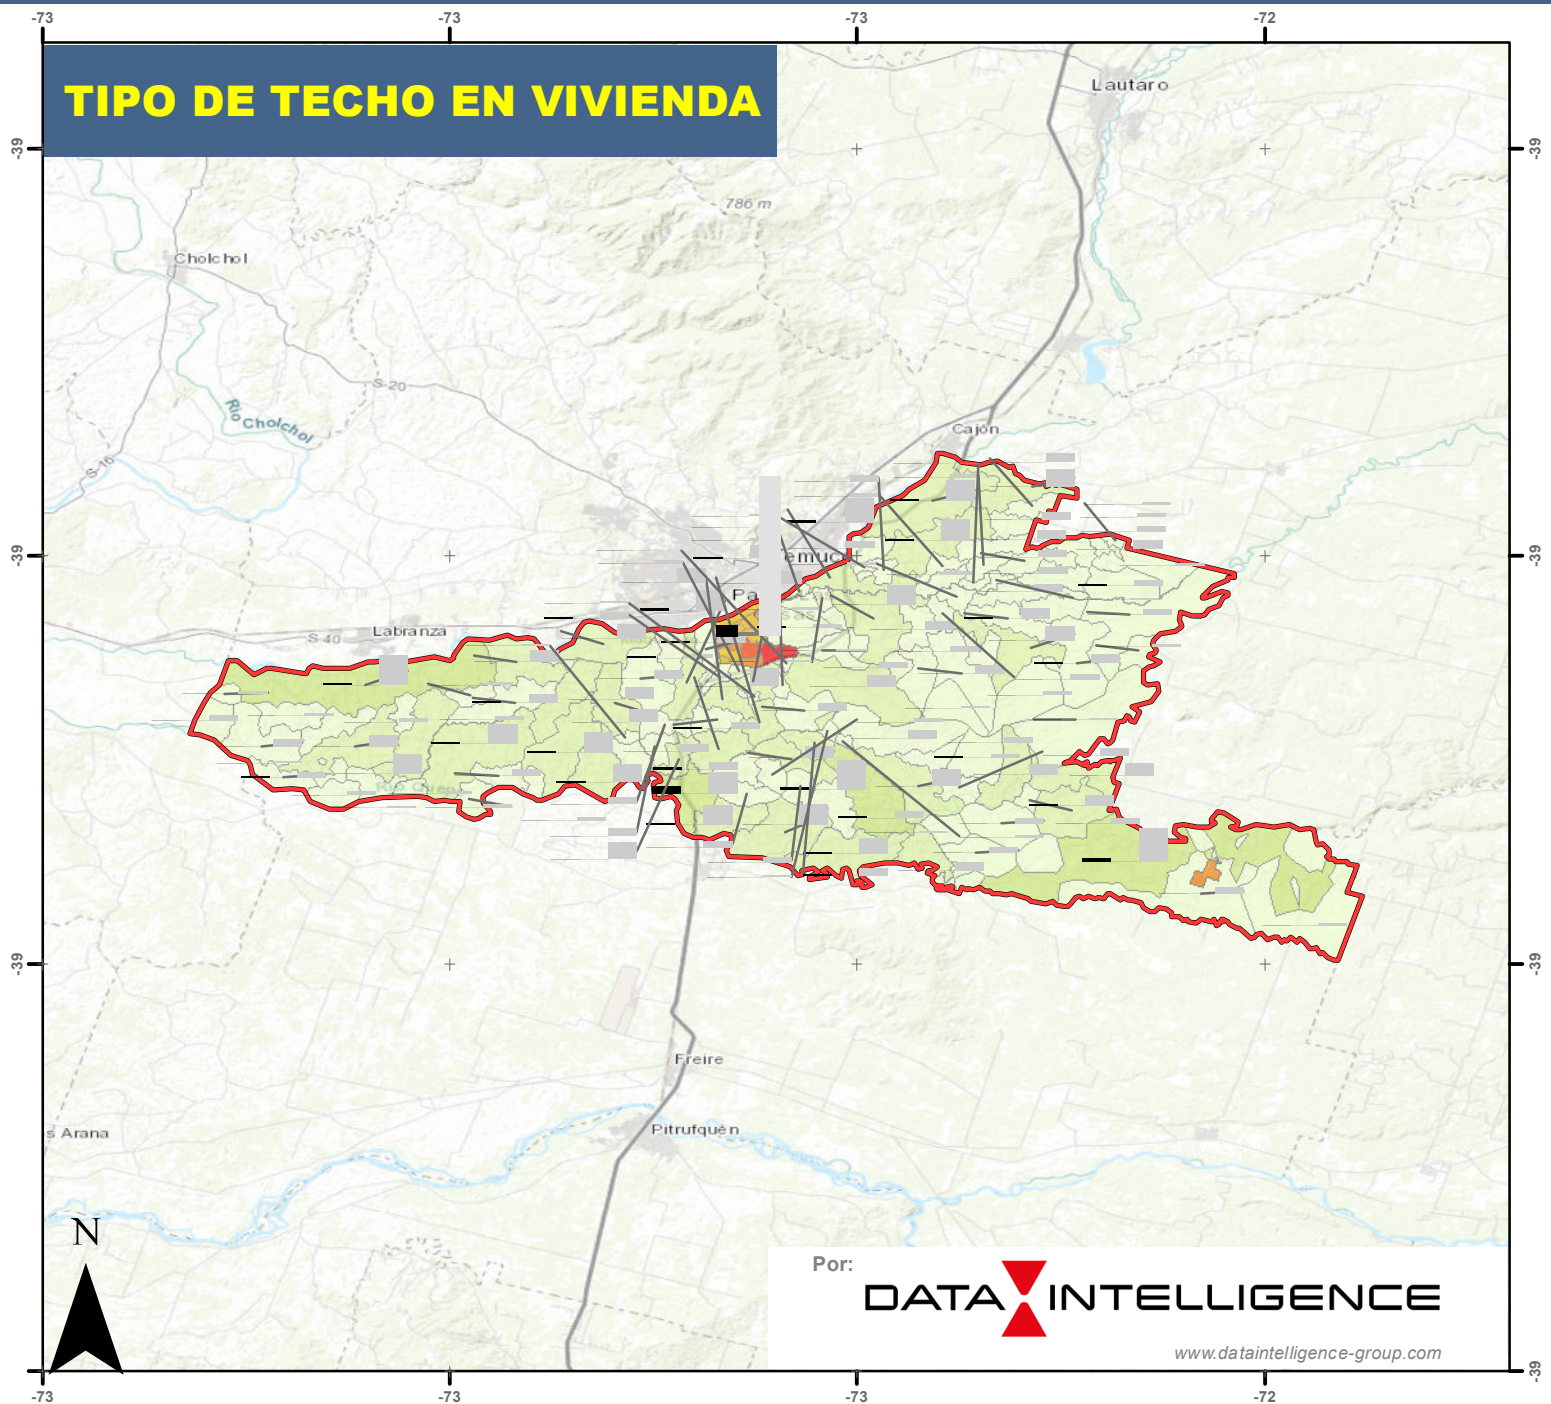 -73 -73 -73 -72
TIPO DE TECHO EN VIVIENDA
Lautaro
-39 -39
786 m
Cholchol
S-20
Río Cholchol
Cajón
S-16
-39 -39
Labranza
S 40
-39 -39
Freire
Pitrufquén
s Arana
N
Por:
DATA INTELLIGENCE
www.dataintelligence-group.com
-39
-73 -73 -73 -72